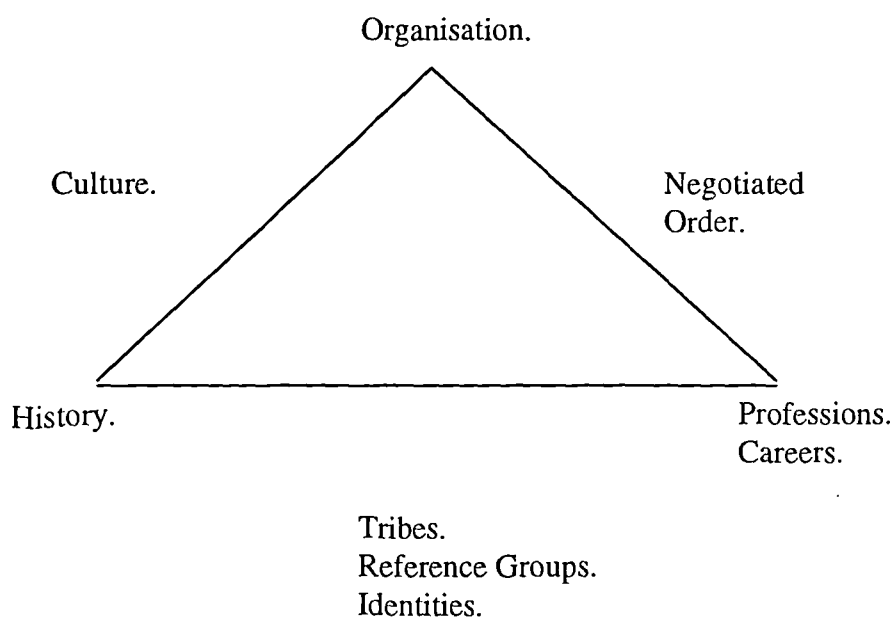 Organisation.
Culture.
Negotiated
Order.
History.
Professions.
Careers.
Tribes.
Reference Groups.
Identities.